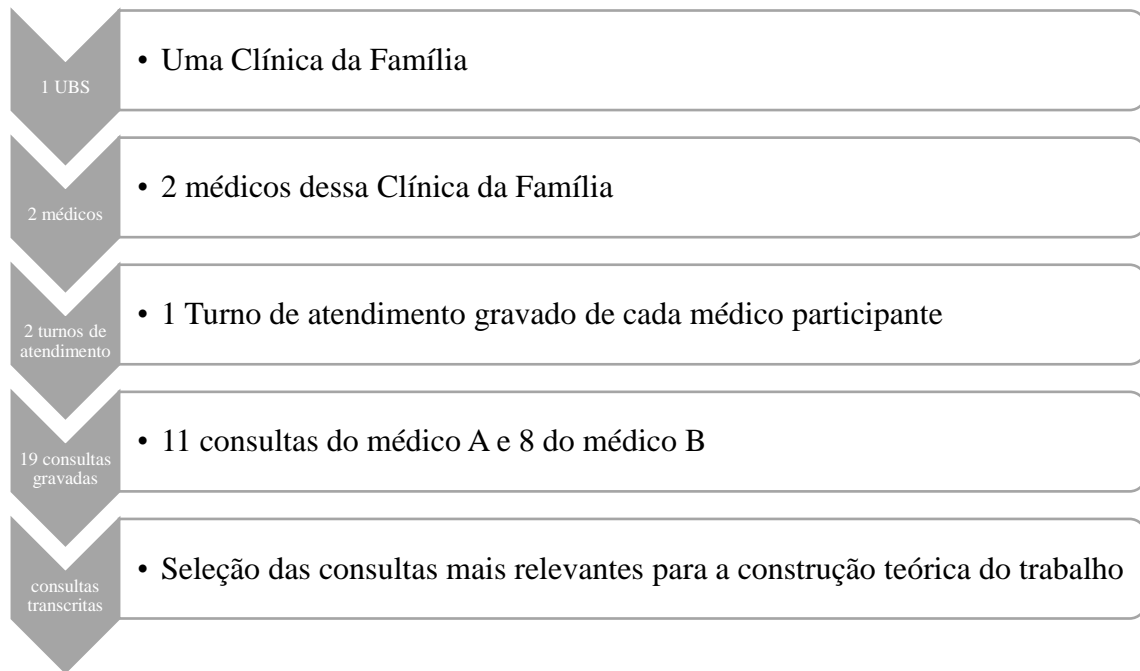 1 UBS
• Uma Clínica da Família
2 médicos
• 2 médicos dessa Clínica da Família
2 turnos de
atendimento
• 1 Turno de atendimento gravado de cada médico participante
19 consultas
gravadas
• 11 consultas do médico A e 8 do médico B
consultas
transcritas
• Seleção das consultas mais relevantes para a construção teórica do trabalho